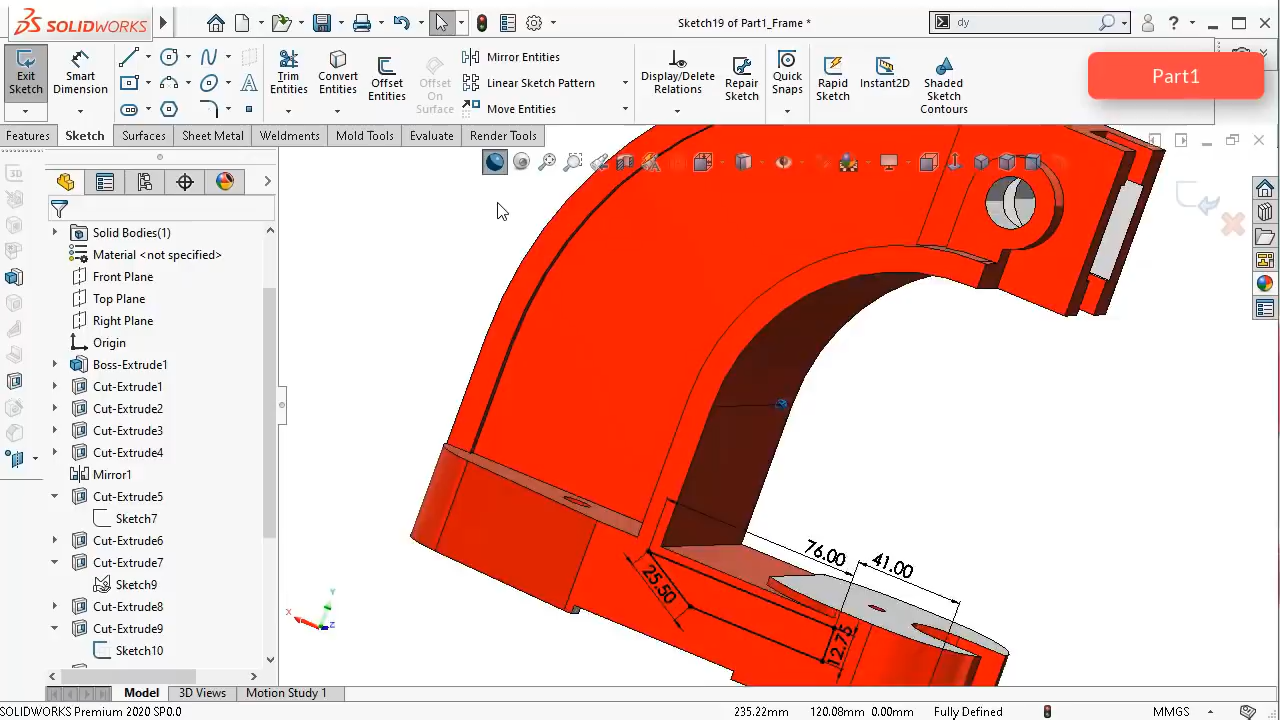 SOLIDWORKS
Sketch19 of Part1_Frame *
dy
Exit Sketch
Smart Dimension
Trim Entities
Convert Entities
Offset Entities
Offset On Surface
Mirror Entities
Linear Sketch Pattern
Move Entities
Display/Delete Relations
Repair Sketch
Quick Snaps
Rapid Sketch
Instant2D
Shaded Sketch Contours
Part1
Features
Sketch
Surfaces
Sheet Metal
Weldments
Mold Tools
Evaluate
Render Tools
Solid Bodies(1)
Material <not specified>
Front Plane
Top Plane
Right Plane
Origin
Boss-Extrude1
Cut-Extrude1
Cut-Extrude2
Cut-Extrude3
Cut-Extrude4
Mirror1
Cut-Extrude5
Sketch7
Cut-Extrude6
Cut-Extrude7
Sketch9
Cut-Extrude8
Cut-Extrude9
Sketch10
76.00
41.00
25.50
12.75
Model
3D Views
Motion Study 1
SOLIDWORKS Premium 2020 SP0.0
235.22mm
120.08mm 0.00mm
Fully Defined
MMGS